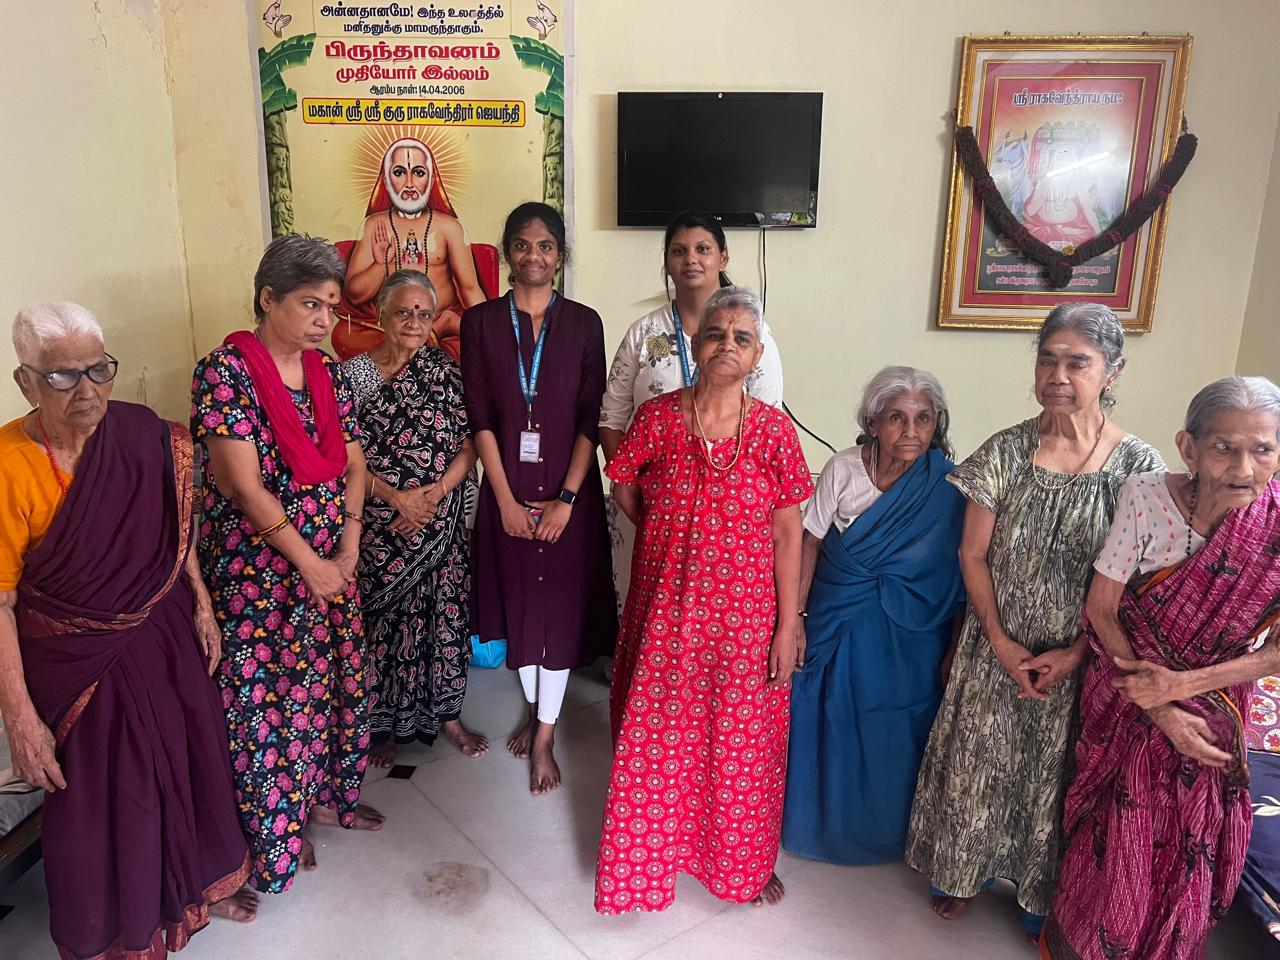 அன்னதானமே! இந்த உலகத்தில்
மனிதனுக்கு மாமருந்தாகும்.
பிருந்தாவனம்
முதியோர் இல்லம்
ஆரம்ப நாள்: 14.04.2006
மகான் ஸ்ரீ ஸ்ரீ குரு ராகவேந்திரர் ஜெயந்தி
ஸ்ரீ ராகவேந்த்ராய நம: